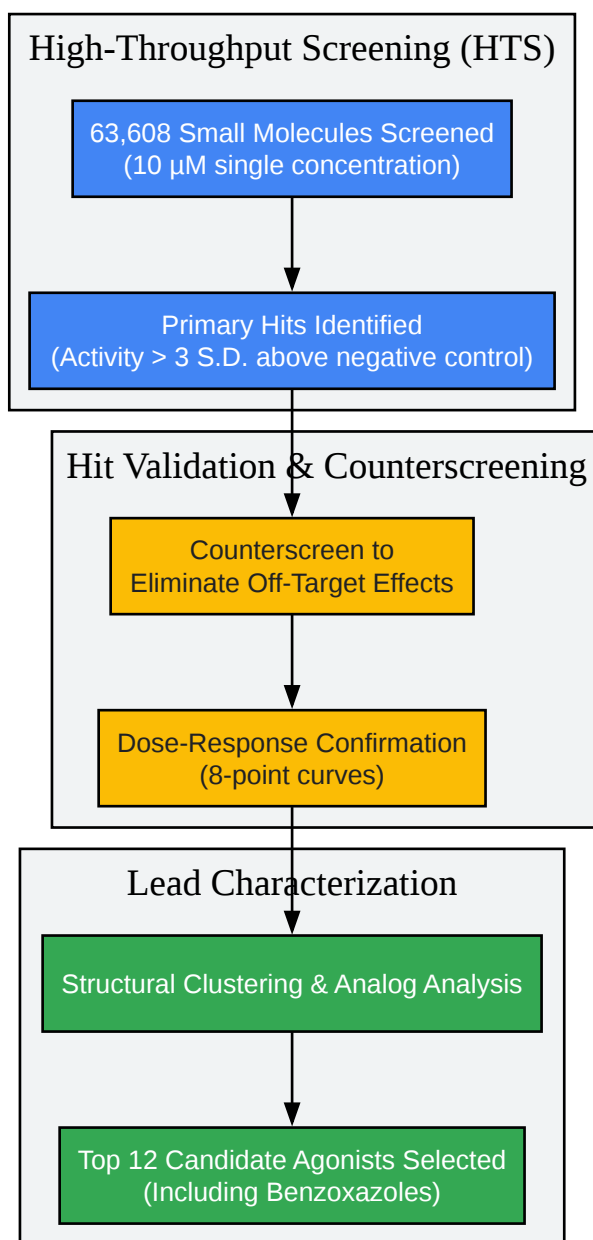 High-Throughput Screening (HTS)
63,608 Small Molecules Screened
(10 µM single concentration)
Primary Hits Identified
(Activity > 3 S.D. above negative control)
Hit Validation & Counterscreening
Counterscreen to
Eliminate Off-Target Effects
Dose-Response Confirmation
(8-point curves)
Lead Characterization
Structural Clustering & Analog Analysis
Top 12 Candidate Agonists Selected
(Including Benzoxazoles)